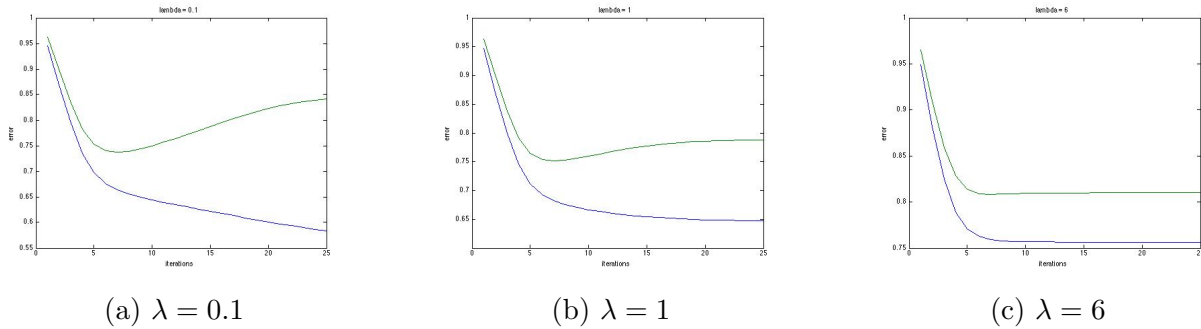 lambda = 0.1
1
0.95
0.9
0.85
0.8
0.75
0.7
0.65
0.6
0.55
error
0 5 10 15 20 25
iterations
(a) λ = 0.1
lambda = 1
1
0.95
0.9
0.85
0.8
0.75
0.7
0.65
error
0 5 10 15 20 25
iterations
(b) λ = 1
lambda = 6
1
0.95
0.9
0.85
0.8
0.75
error
0 5 10 15 20 25
iterations
(c) λ = 6